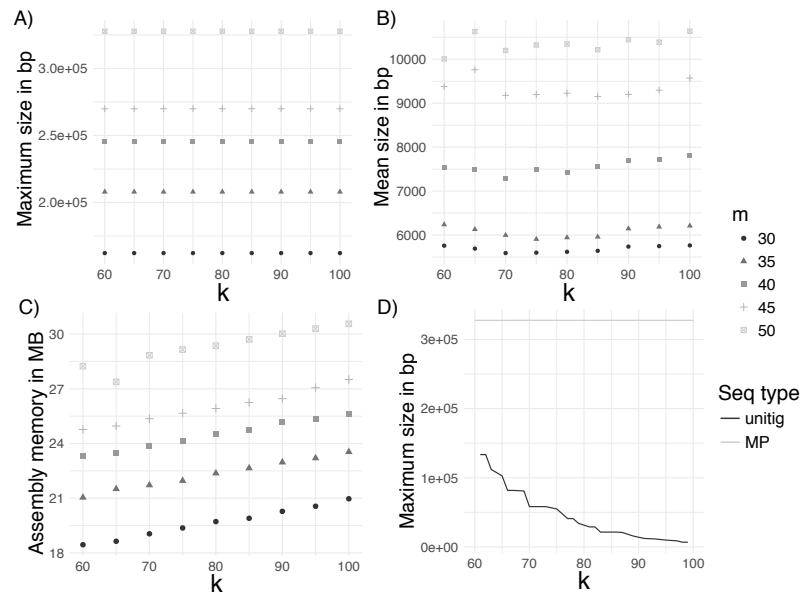 A)
Maximum size in bp
3.0e+05
2.5e+05
2.0e+05
60 70 80 90 100
k
B)
Mean size in bp
10000
9000
8000
7000
6000
60 70 80 90 100
k
m
30
35
40
45
50
C)
Assembly memory in MB
30
27
24
21
18
60 70 80 90 100
k
D)
Maximum size in bp
3e+05
2e+05
1e+05
0e+00
60 70 80 90 100
k
Seq type
unitig
MP